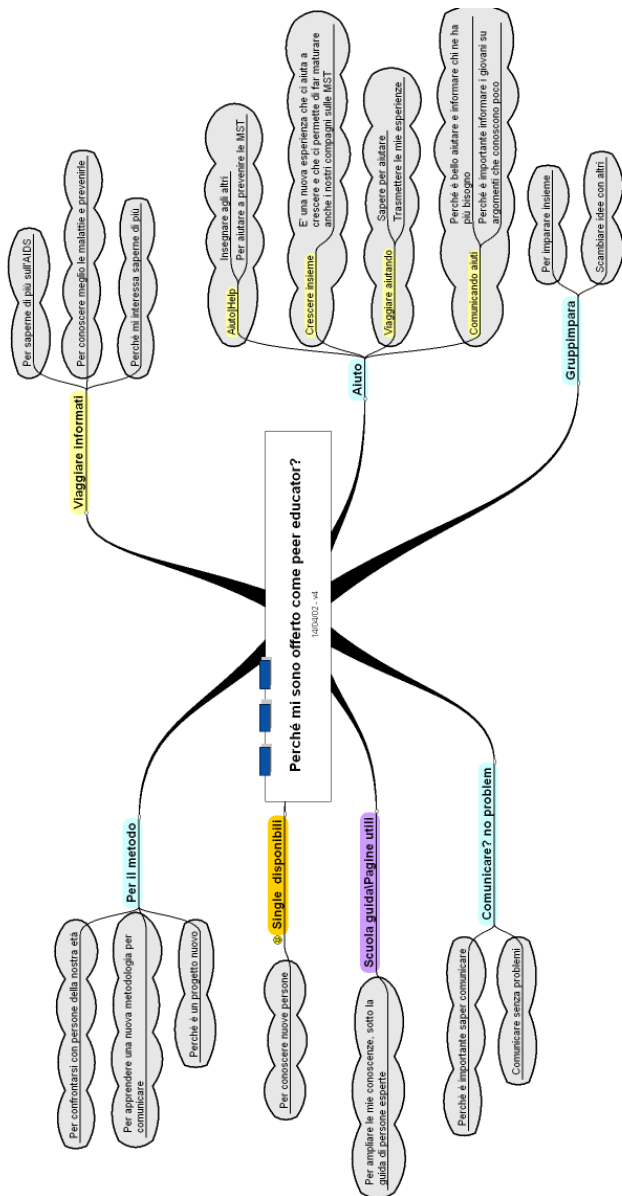 Perché mi sono offerto come peer educator?
14/04/02 - v4
Viaggiare informati
Per saperne di più sull'AIDS
Per conoscere meglio le malattie e prevenirle
Perché mi interessa saperne di più
Aiuto
Aiuto|Help
Insegnare agli altri
Per aiutare a prevenire le MST
Crescere insieme
E' una nuova esperienza che ci aiuta a
crescere e che ci permette di far maturare
anche i nostri compagni sulle MST
Viaggiare aiutando
Sapere per aiutare
Trasmettere le mie esperienze
Comunicando aiuti
Perché è bello aiutare e informare chi ne ha
più bisogno
Perché è importante informare i giovani su
argomenti che conoscono poco
Gruppimpara
Per imparare insieme
Scambiare idee con altri
Per il metodo
Per confrontarsi con persone della nostra età
Per apprendere una nuova metodologia per
comunicare
Perchè è un progetto nuovo
Single disponibili
Per conoscere nuove persone
Scuola guida\Pagine utili
Per ampliare le mie conoscenze, sotto la
guida di persone esperte
Comunicare? no problem
Perchè è importante saper comunicare
Comunicare senza problemi